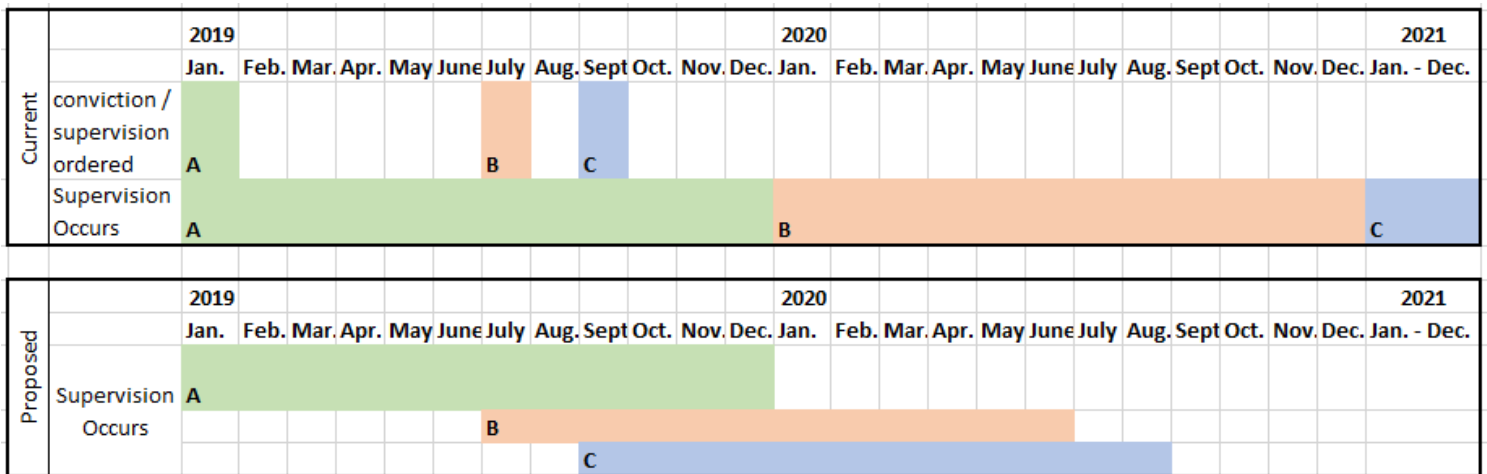 2019 2020 2021
Jan. Feb. Mar. Apr. May June July Aug. Sept Oct. Nov. Dec. Jan. Feb. Mar. Apr. May June July Aug. Sept Oct. Nov. Dec. Jan. - Dec.
Current
conviction /
supervision
ordered A B C
Supervision
Occurs A B C
2019 2020 2021
Jan. Feb. Mar. Apr. May June July Aug. Sept Oct. Nov. Dec. Jan. Feb. Mar. Apr. May June July Aug. Sept Oct. Nov. Dec. Jan. - Dec.
Proposed
Supervision A
Occurs B
C